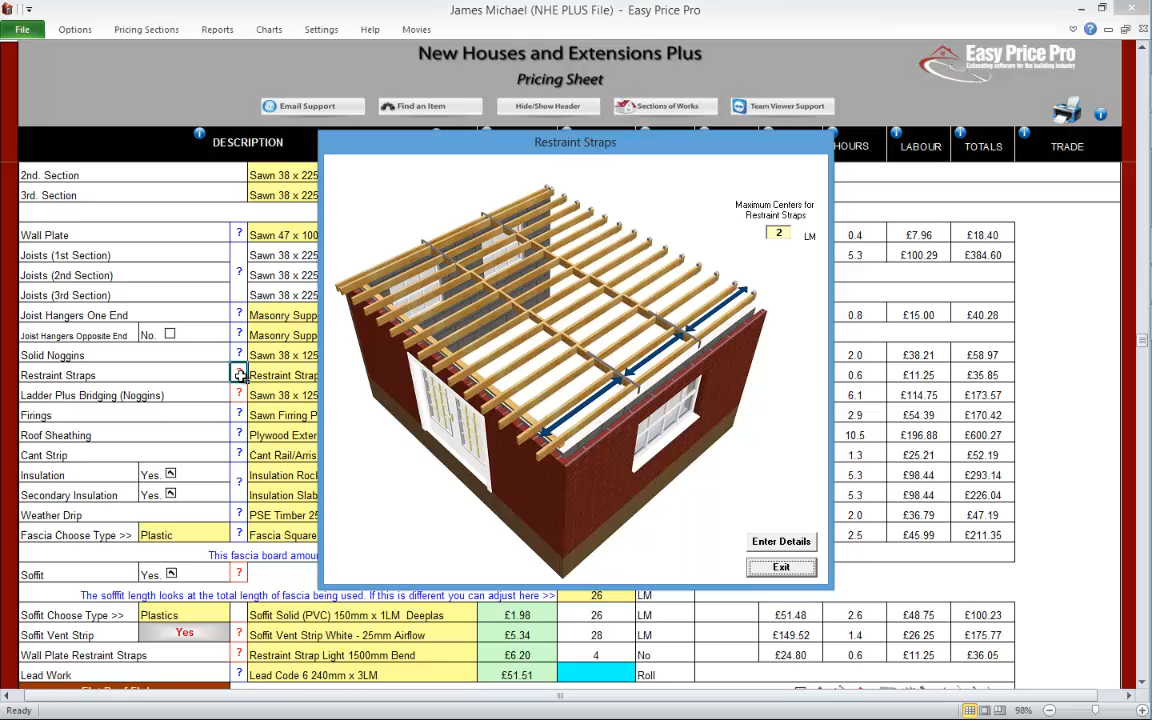 James Michael (NHE PLUS File) - Easy Price Pro
File Options Pricing Sections Reports Charts Settings Help Movies
New Houses and Extensions Plus
Pricing Sheet
Easy Price Pro
Estimating software for the building industry
Email Support Find an Item Hide/Show Header Sections of Works Team Viewer Support
DESCRIPTION HOURS LABOUR TOTALS TRADE
Restraint Straps
2nd. Section Sawn 38 x 225
3rd. Section Sawn 38 x 225
Maximum Centers for
Restraint Straps
2 LM
Wall Plate ? Sawn 47 x 100 0.4 £7.96 £18.40
Joists (1st Section) Sawn 38 x 225 5.3 £100.29 £384.60
Joists (2nd Section) ? Sawn 38 x 225
Joists (3rd Section) Sawn 38 x 225
Joist Hangers One End ? Masonry Supp 0.8 £15.00 £40.28
Joist Hangers Opposite End No. ? Masonry Supp
Solid Noggins ? Sawn 38 x 125 2.0 £38.21 £58.97
Restraint Straps ? Restraint Strap 0.6 £11.25 £35.85
Ladder Plus Bridging (Noggins) ? Sawn 38 x 125 6.1 £114.75 £173.57
Firings ? Sawn Firring P 2.9 £54.39 £170.42
Roof Sheathing ? Plywood Exter 10.5 £196.88 £600.27
Cant Strip ? Cant Rail/Arris 1.3 £25.21 £52.19
Insulation Yes. ? Insulation Rock 5.3 £98.44 £293.14
Secondary Insulation Yes. Insulation Slab 5.3 £98.44 £226.04
Weather Drip ? PSE Timber 25 2.0 £36.79 £47.19
Fascia Choose Type >> Plastic ? Fascia Square 2.5 £45.99 £211.35
Enter Details
This fascia board amoun
Exit
Soffit Yes. ?
The sofffit length looks at the total length of fascia being used. If this is different you can adjust here >> 26 LM
Soffit Choose Type >> Plastics Soffit Solid (PVC) 150mm x 1LM Deeplas £1.98 26 LM £51.48 2.6 £48.75 £100.23
Soffit Vent Strip Yes ? Soffit Vent Strip White - 25mm Airflow £5.34 28 LM £149.52 1.4 £26.25 £175.77
Wall Plate Restraint Straps ? Restraint Strap Light 1500mm Bend £6.20 4 No £24.80 0.6 £11.25 £36.05
Lead Work ? Lead Code 6 240mm x 3LM £51.51 Roll
Ready 98%